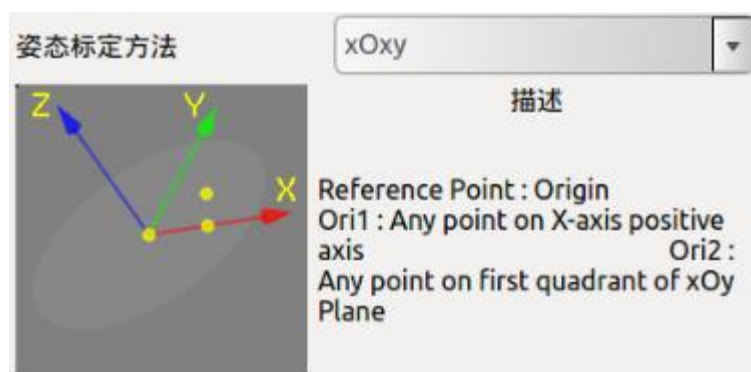 姿态标定方法
xOxy
Z
Y
X
描述
Reference Point : Origin
Ori1 : Any point on X-axis positive
axis Ori2 :
Any point on first quadrant of xOy
Plane